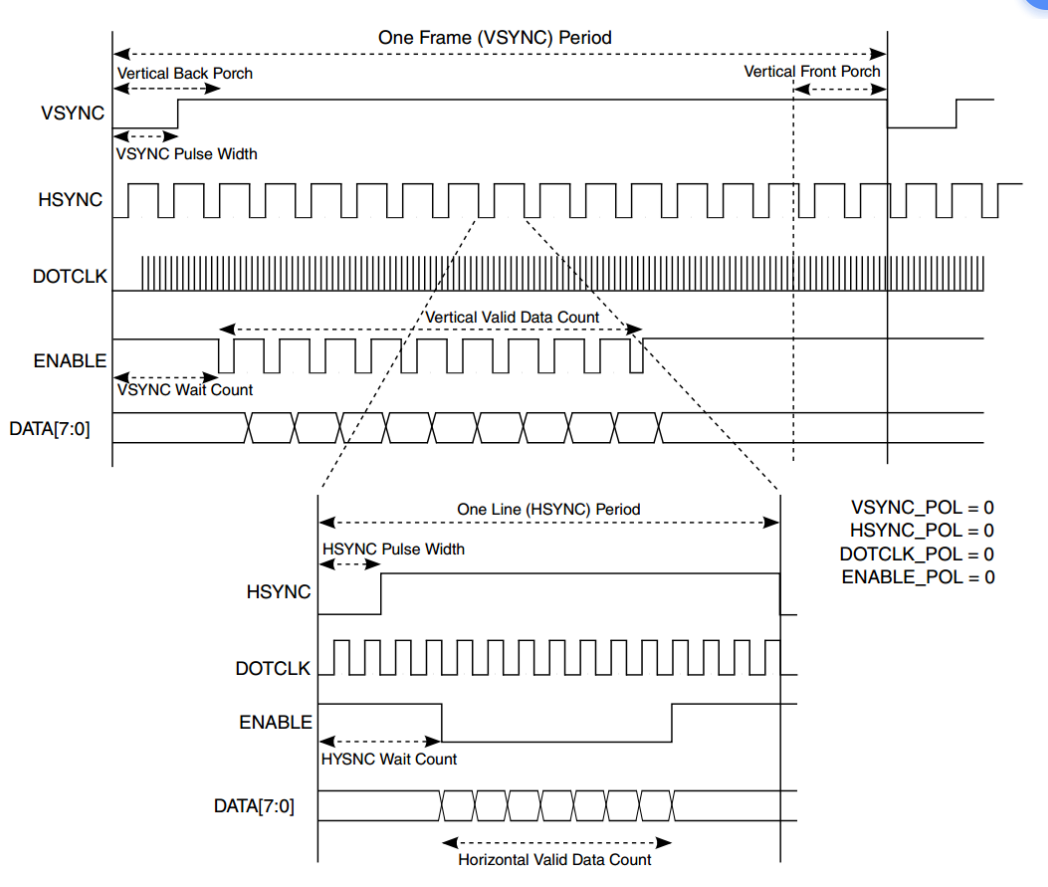 One Frame (VSYNC) Period
Vertical Back Porch
Vertical Front Porch
VSYNC
VSYNC Pulse Width
HSYNC
DOTCLK
Vertical Valid Data Count
ENABLE
VSYNC Wait Count
DATA[7:0]
One Line (HSYNC) Period
VSYNC_POL = 0
HSYNC_POL = 0
DOTCLK_POL = 0
ENABLE_POL = 0
HSYNC Pulse Width
HSYNC
DOTCLK
ENABLE
HYSNC Wait Count
DATA[7:0]
Horizontal Valid Data Count